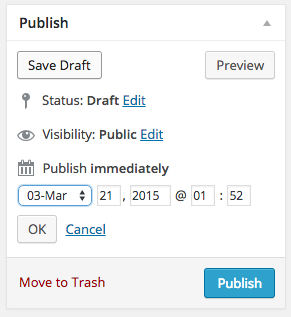 Publish
Save Draft Preview
Status: Draft Edit
Visibility: Public Edit
Publish immediately
03-Mar 21 , 2015 @ 01 : 52
OK Cancel
Move to Trash Publish